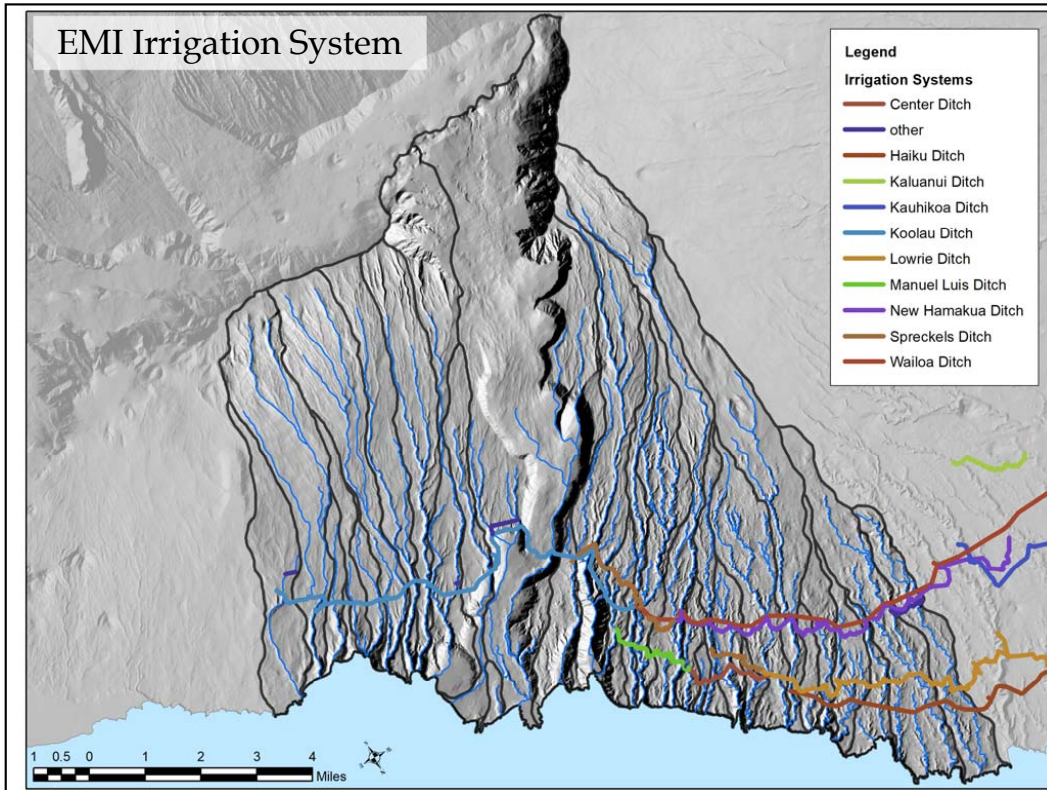 EMI Irrigation System
Legend
Irrigation Systems
Center Ditch
other
Haiku Ditch
Kaluanui Ditch
Kauhikoa Ditch
Koolau Ditch
Lowrie Ditch
Manuel Luis Ditch
New Hamakua Ditch
Spreckels Ditch
Wailoa Ditch
1 0.5 0 1 2 3 4
Miles